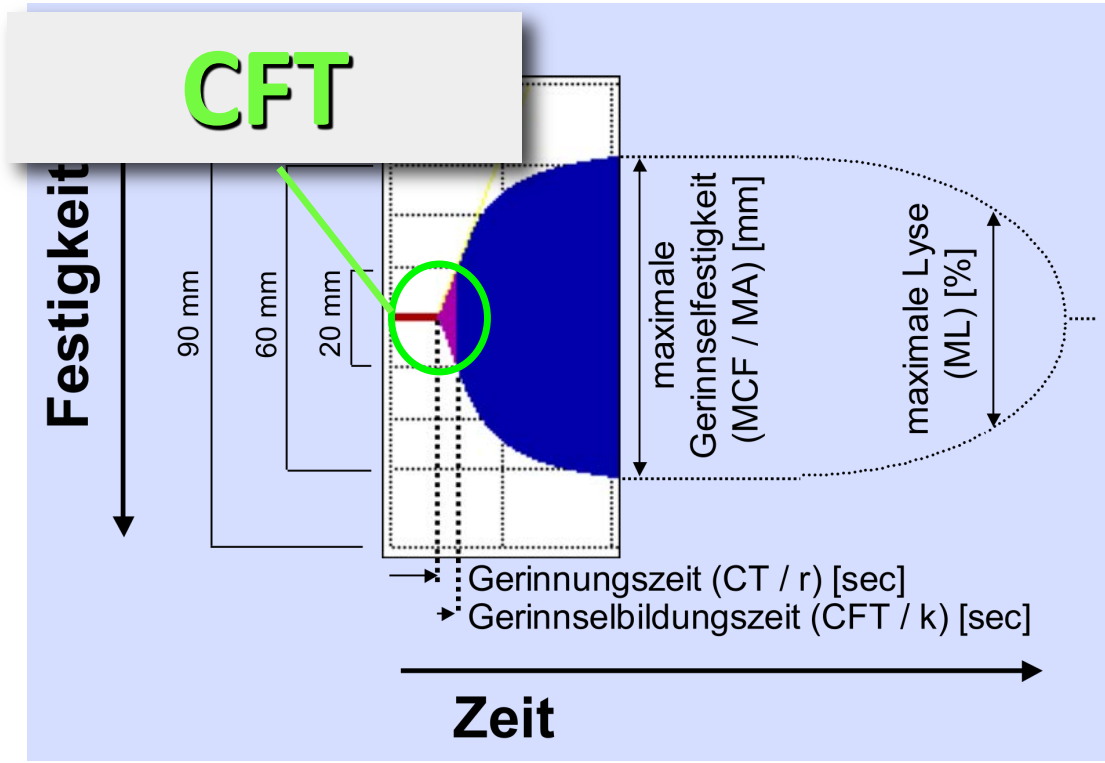 CFT
Festigkeit
90 mm
60 mm
20 mm
maximale
Gerinnselfestigkeit
(MCF / MA) [mm]
maximale Lyse
(ML) [%]
Gerinnungszeit (CT / r) [sec]
Gerinnselbildungszeit (CFT / k) [sec]
Zeit